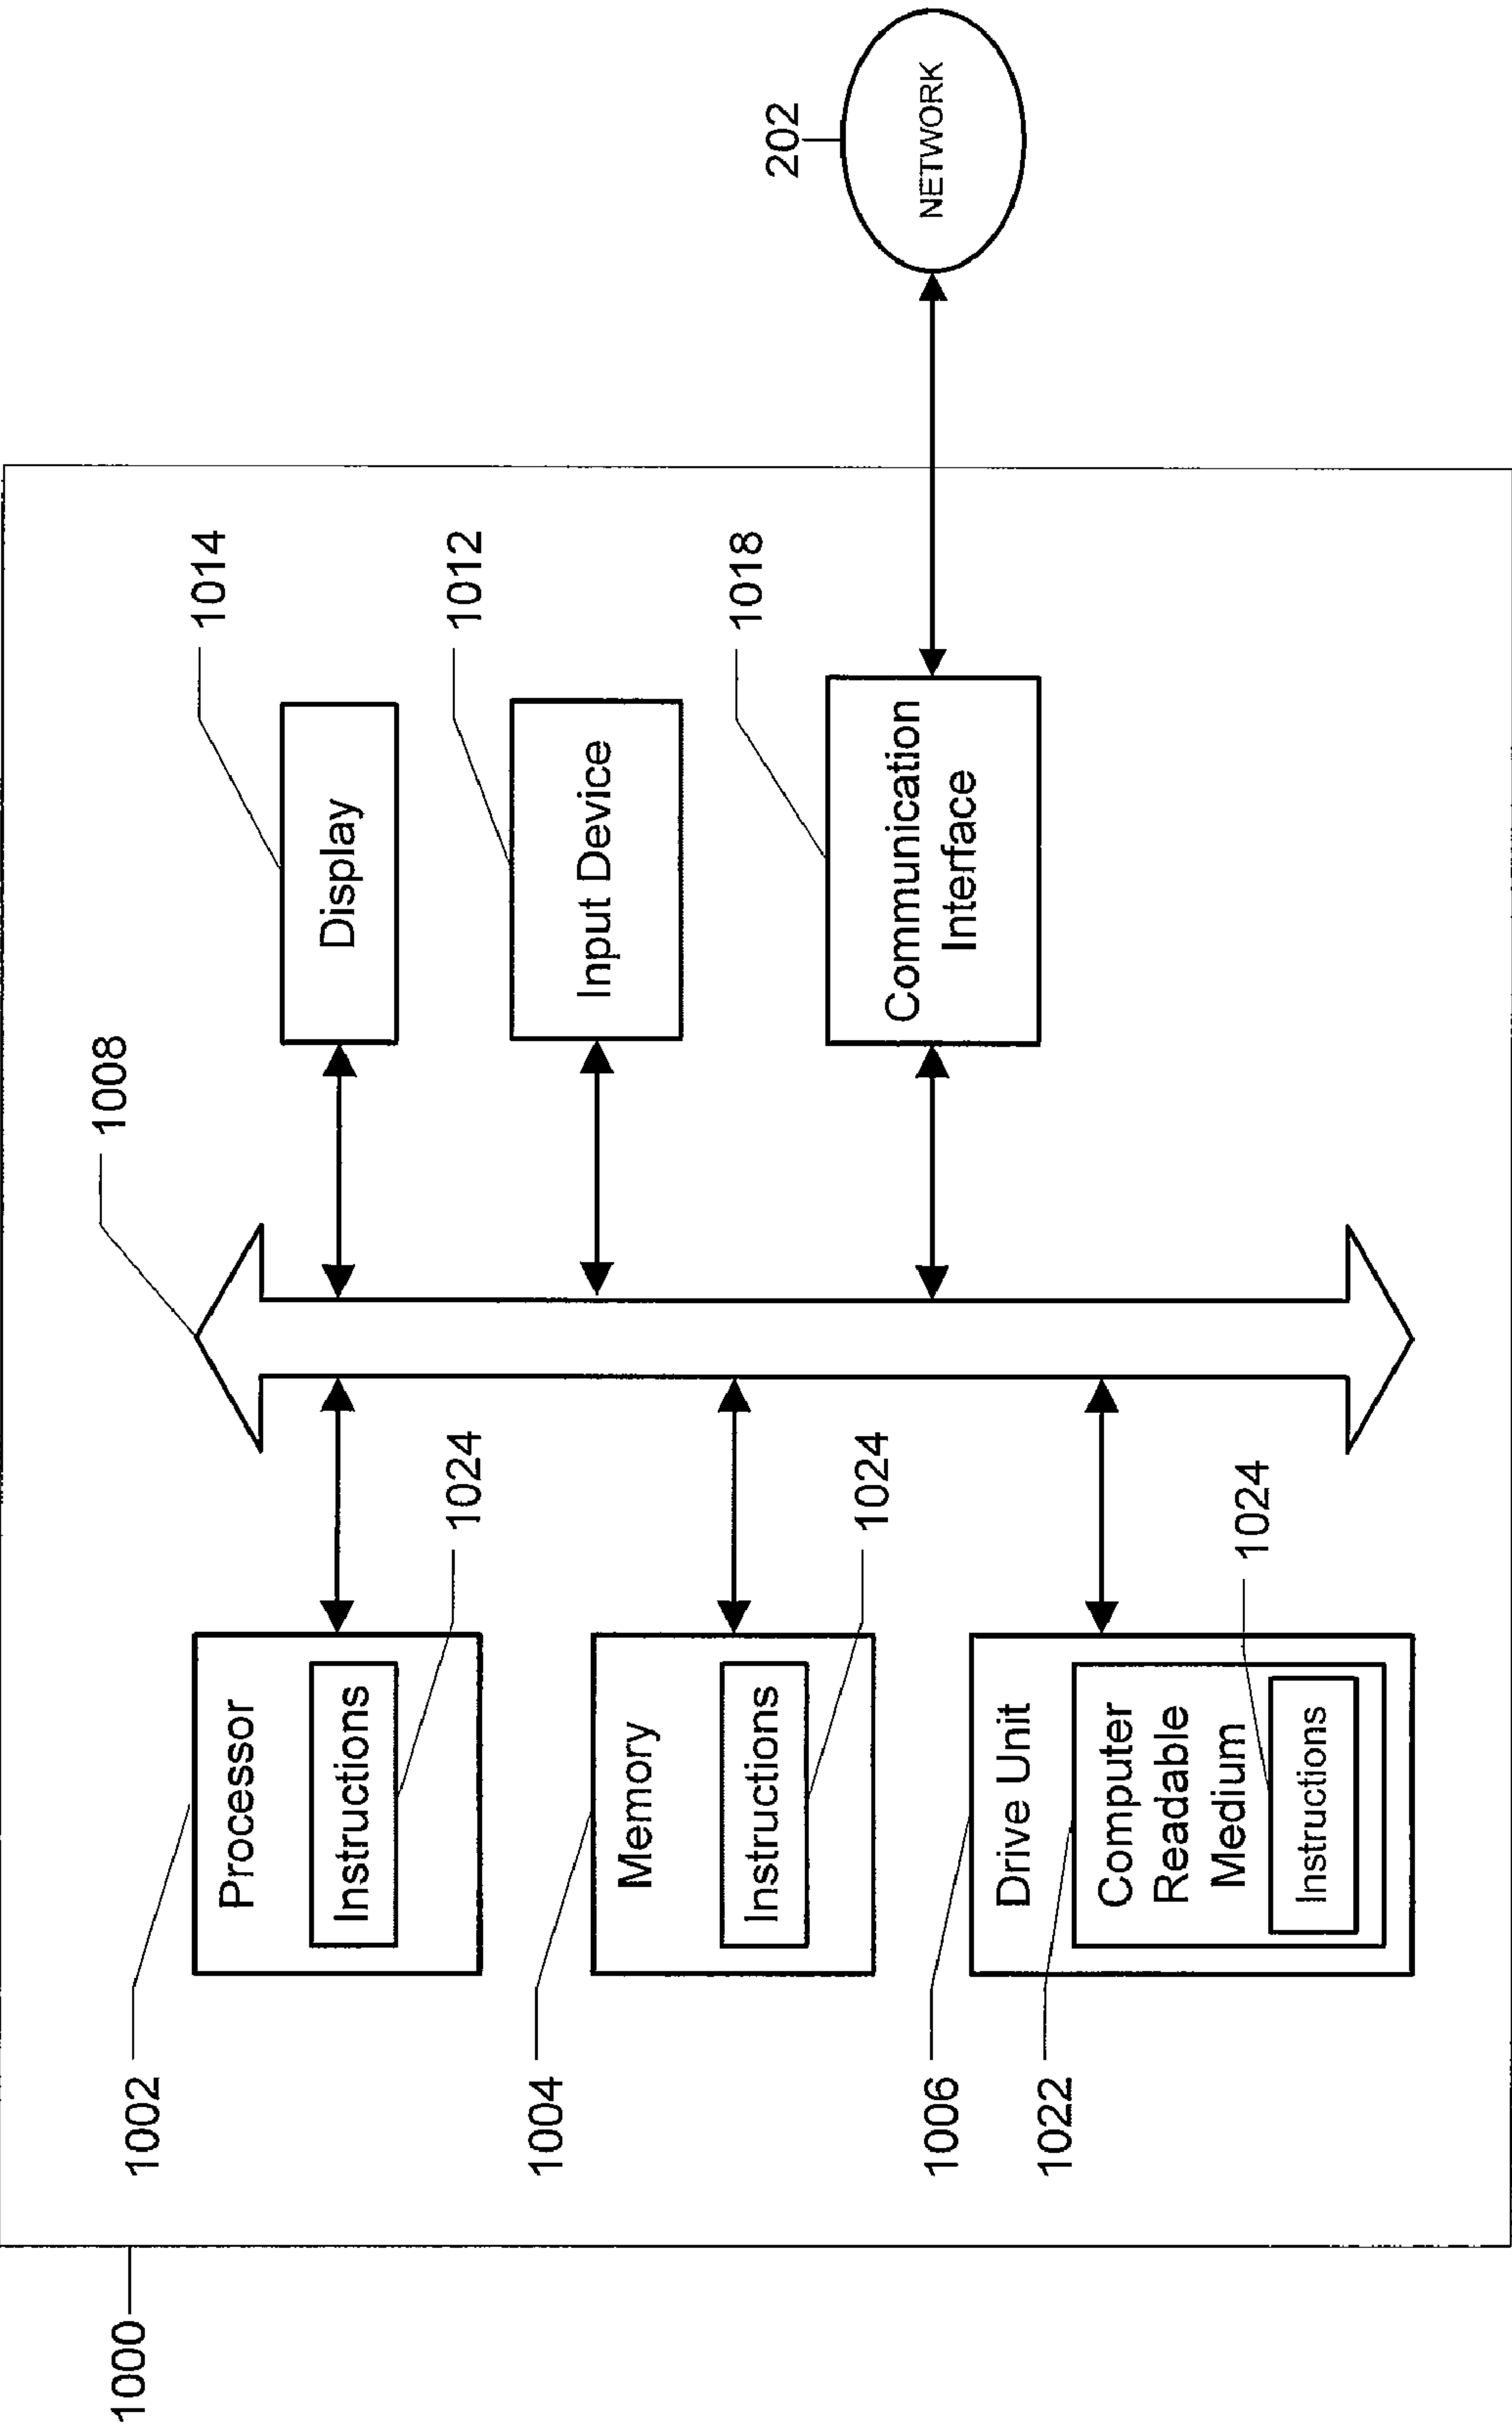 1000
1002
Processor
Instructions
1024
1004
Memory
Instructions
1024
1006
1022
Drive Unit
Computer
Readable
Medium
Instructions
1024
1008
Display
1014
Input Device
1012
Communication
Interface
1018
202
NETWORK